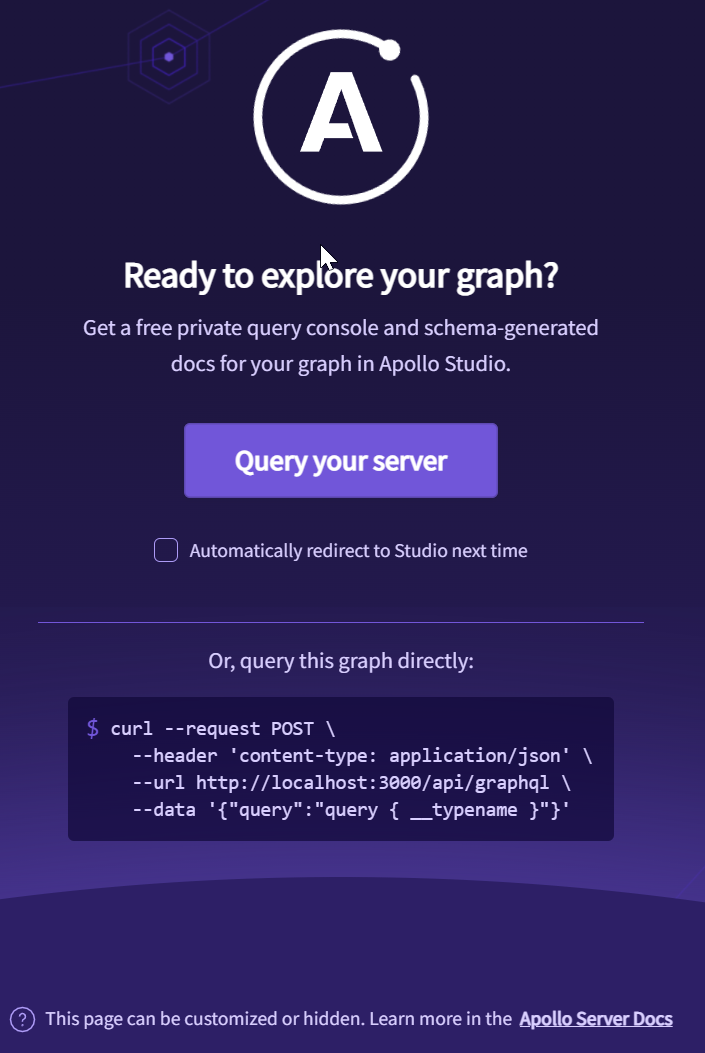 A
Ready to explore your graph?
Get a free private query console and schema-generated
docs for your graph in Apollo Studio.
Query your server
Automatically redirect to Studio next time
Or, query this graph directly:
$ curl --request POST \
--header 'content-type: application/json' \
--url http://localhost:3000/api/graphql \
--data '{"query":"query { __typename }"}'
? This page can be customized or hidden. Learn more in the Apollo Server Docs